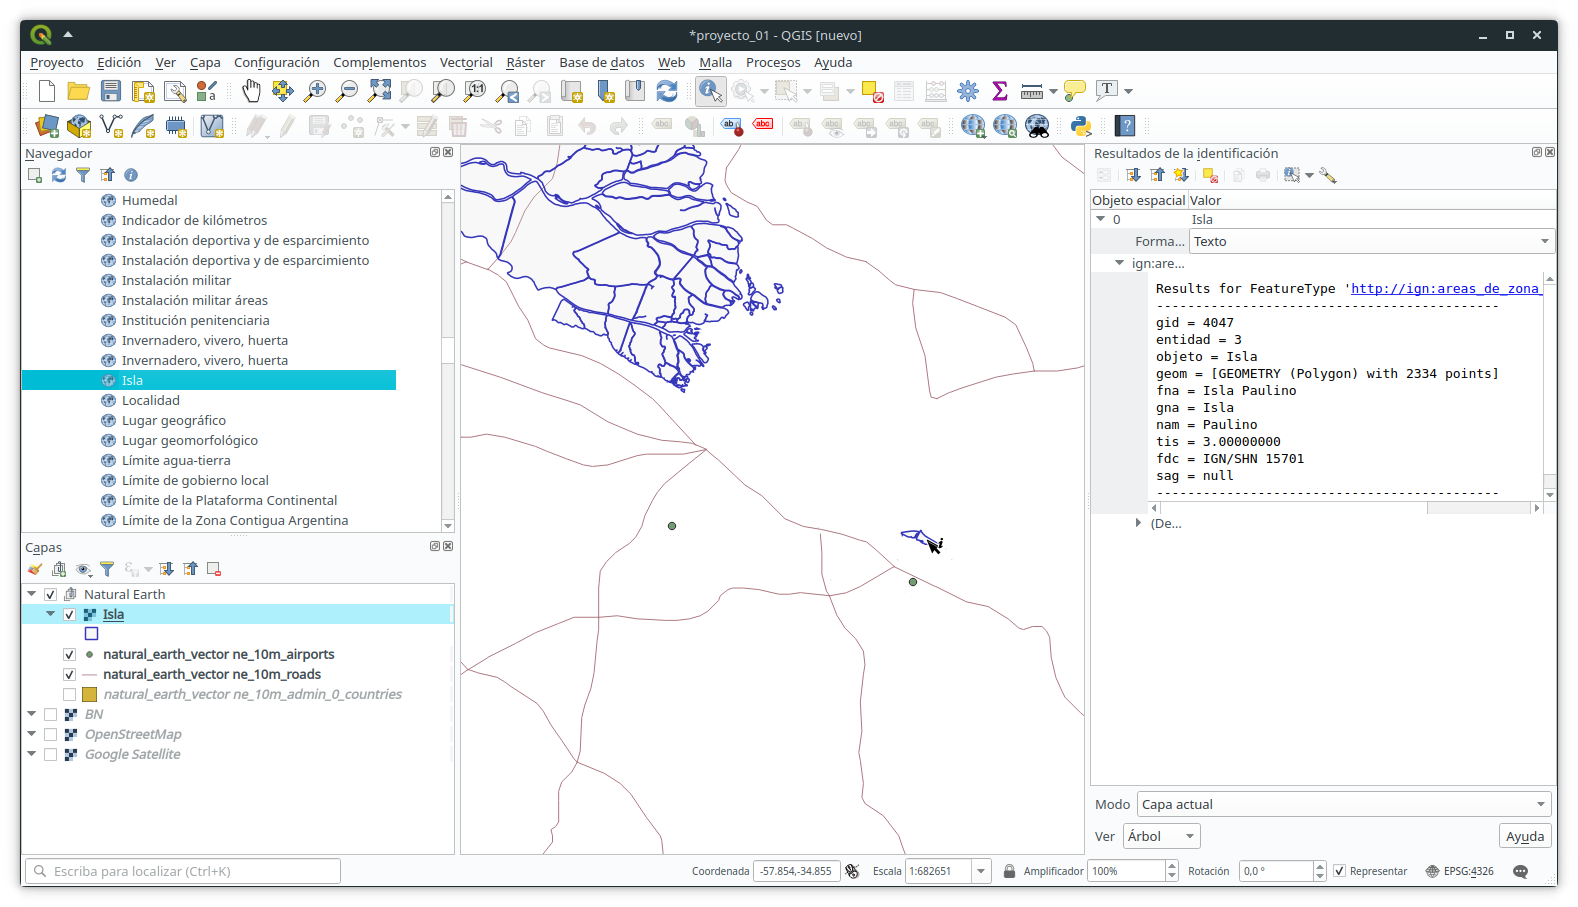 *proyecto_01 - QGIS [nuevo]
Proyecto Edición Ver Capa Configuración Complementos Vectorial Ráster Base de datos Web Malla Procesos Ayuda
Navegador
Humedal
Indicador de kilómetros
Instalación deportiva y de esparcimiento
Instalación deportiva y de esparcimiento
Instalación militar
Instalación militar áreas
Institución penitenciaria
Invernadero, vivero, huerta
Invernadero, vivero, huerta
Isla
Localidad
Lugar geográfico
Lugar geomorfológico
Límite agua-tierra
Límite de gobierno local
Límite de la Plataforma Continental
Límite de la Zona Contigua Argentina
Capas
Natural Earth
Isla
natural_earth_vector ne_10m_airports
natural_earth_vector ne_10m_roads
natural_earth_vector ne_10m_admin_0_countries
BN
OpenStreetMap
Google Satellite
Resultados de la identificación
Objeto espacial Valor
0 Isla
Forma... Texto
ign:are...
Results for FeatureType 'http://ign:areas_de_zona_
--------------------------------------------
gid = 4047
entidad = 3
objeto = Isla
geom = [GEOMETRY (Polygon) with 2334 points]
fna = Isla Paulino
gna = Isla
nam = Paulino
tis = 3.00000000
fdc = IGN/SHN 15701
sag = null
--------------------------------------------
(De...
Modo Capa actual
Ver Árbol Ayuda
Escriba para localizar (Ctrl+K) Coordenada -57.854,-34.855 Escala 1:682651 Amplificador 100% Rotación 0,0 ° Representar EPSG:4326